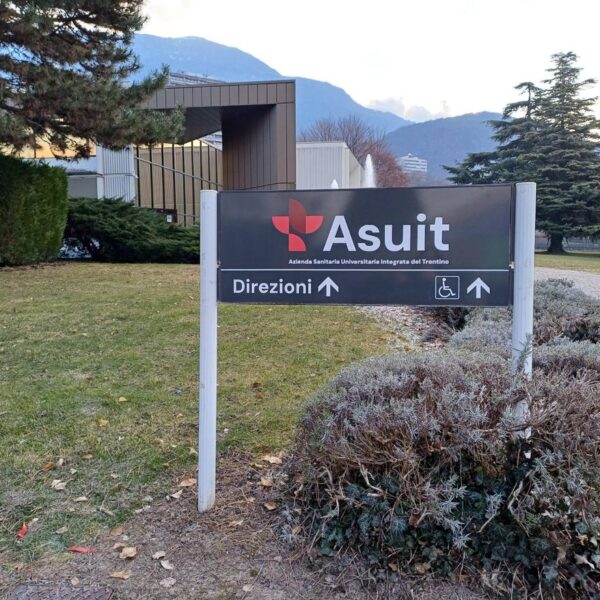 Asuit
Azienda Sanitaria Universitaria Integrata del Trentino
Direzioni